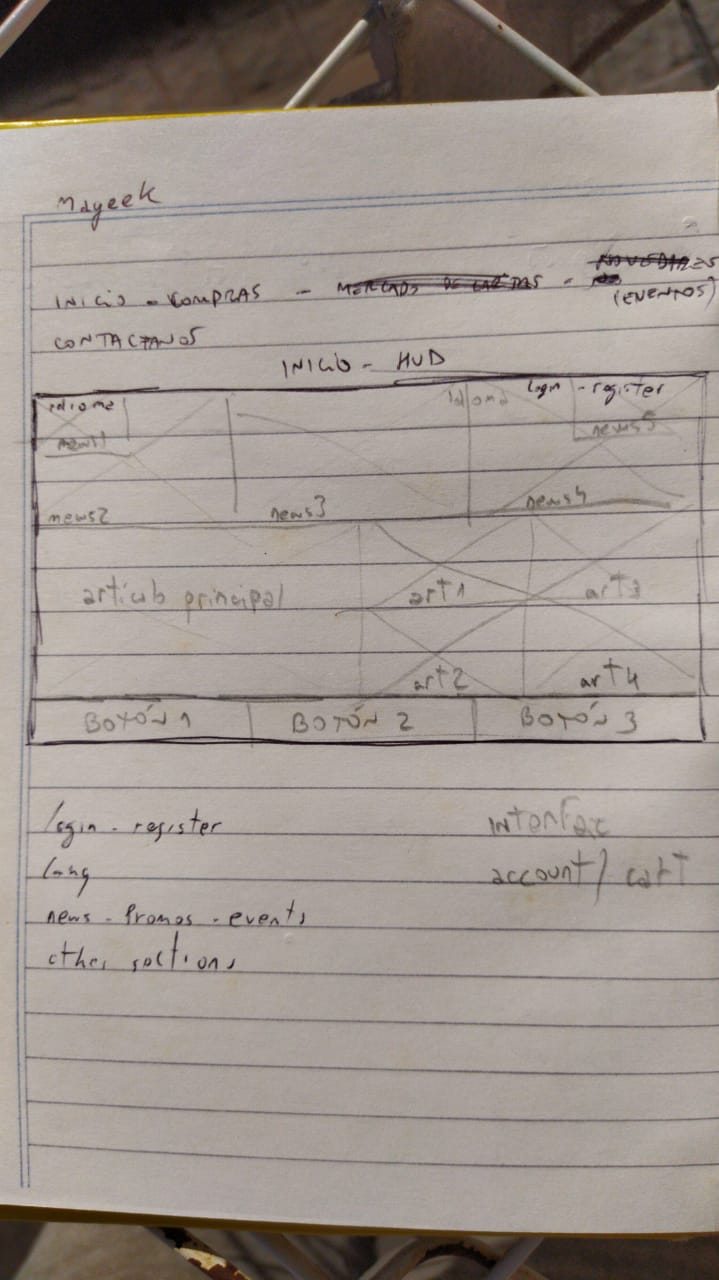 Mageek
INICIO - COMPRAS - MERCADO DE CARTAS - NOVEDADES
(EVENTOS)
CONTACTANOS
INICIO - HUD
idioma idioma login - register
news1 news5
news2 news3 news4
articulo principal art1 art3
art2 art4
BOTÓN 1 BOTÓN 2 BOTÓN 3
login - register interfaz
lang account/cart
news - Promos - events
other sections